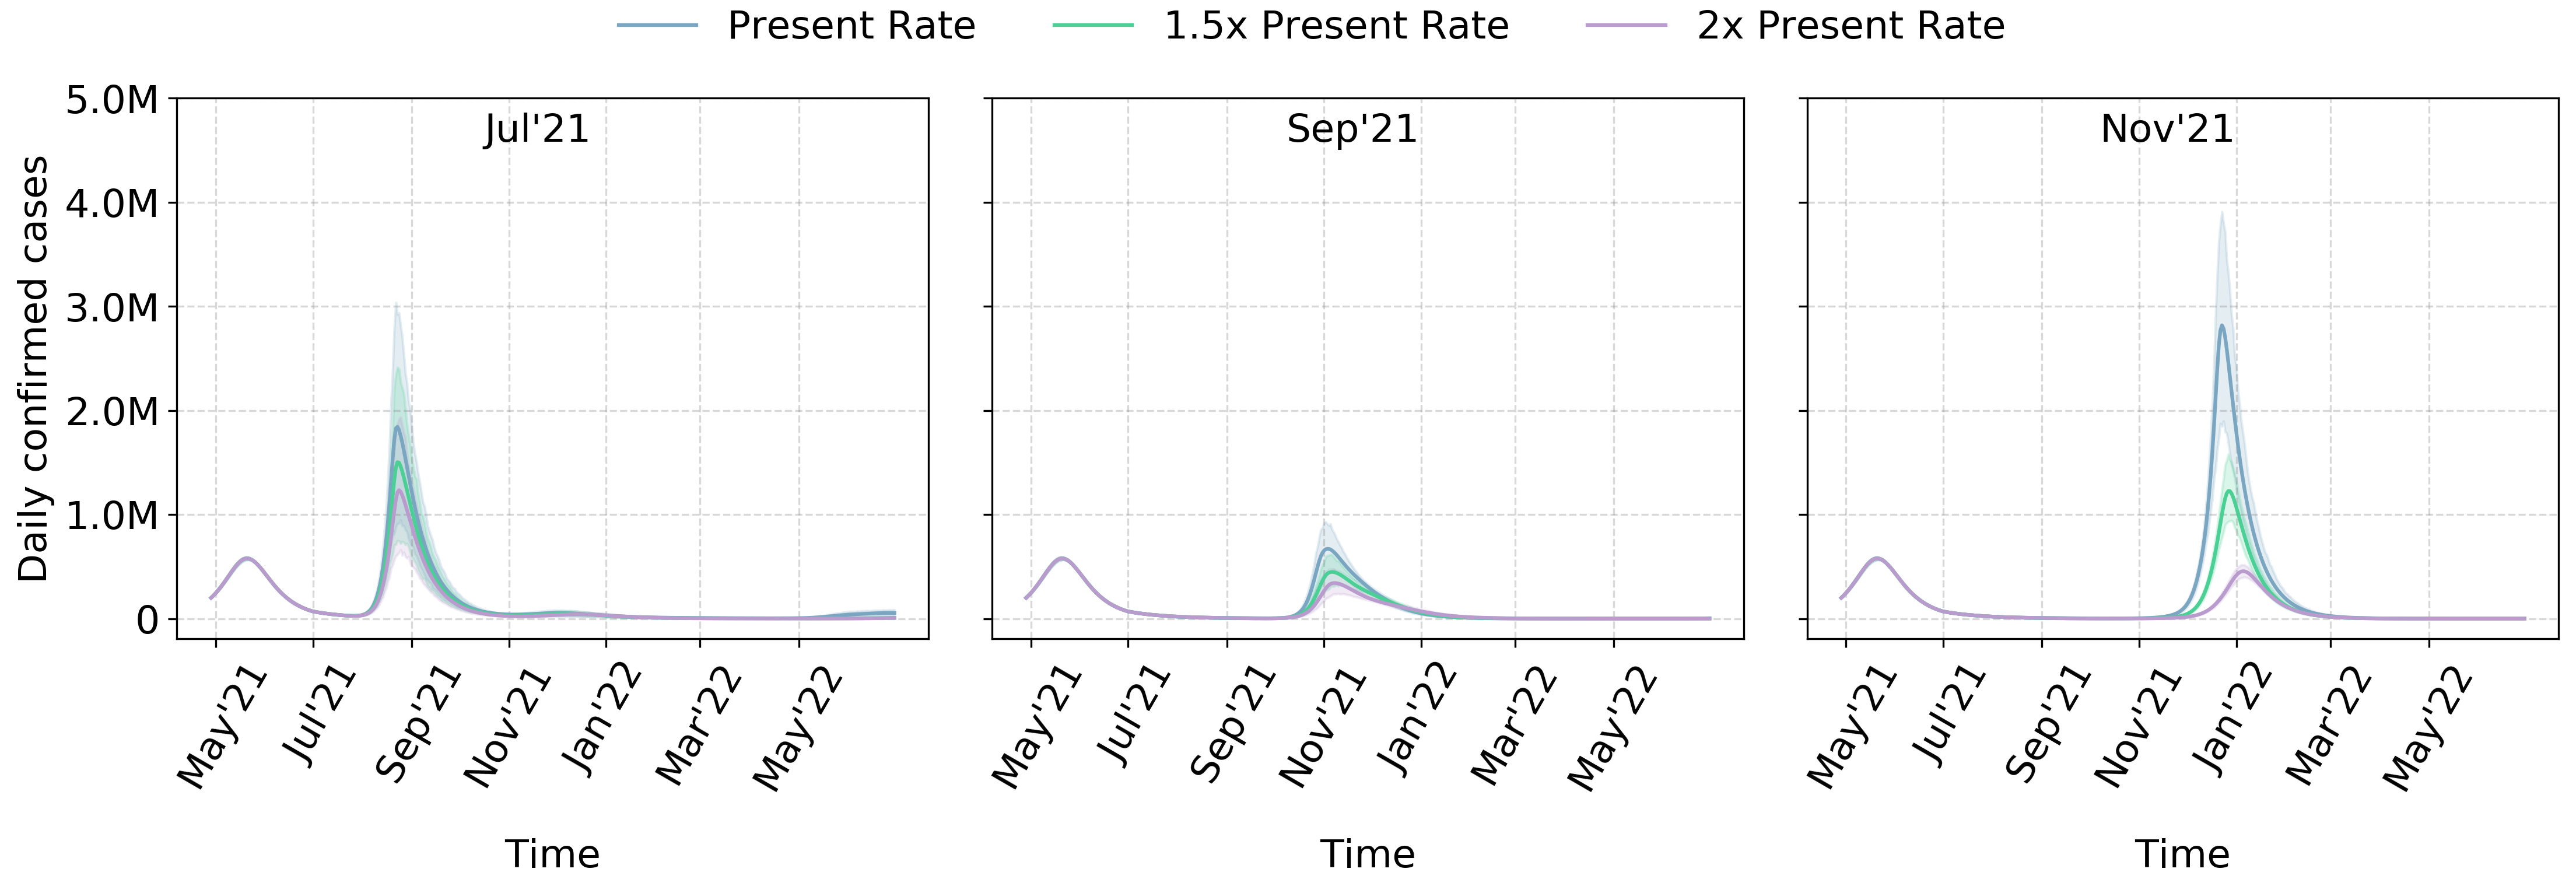 Present Rate 1.5x Present Rate 2x Present Rate
Jul'21 Sep'21 Nov'21
Daily confirmed cases
5.0M
4.0M
3.0M
2.0M
1.0M
0
May'21 Jul'21 Sep'21 Nov'21 Jan'22 Mar'22 May'22 May'21 Jul'21 Sep'21 Nov'21 Jan'22 Mar'22 May'22 May'21 Jul'21 Sep'21 Nov'21 Jan'22 Mar'22 May'22
Time Time Time